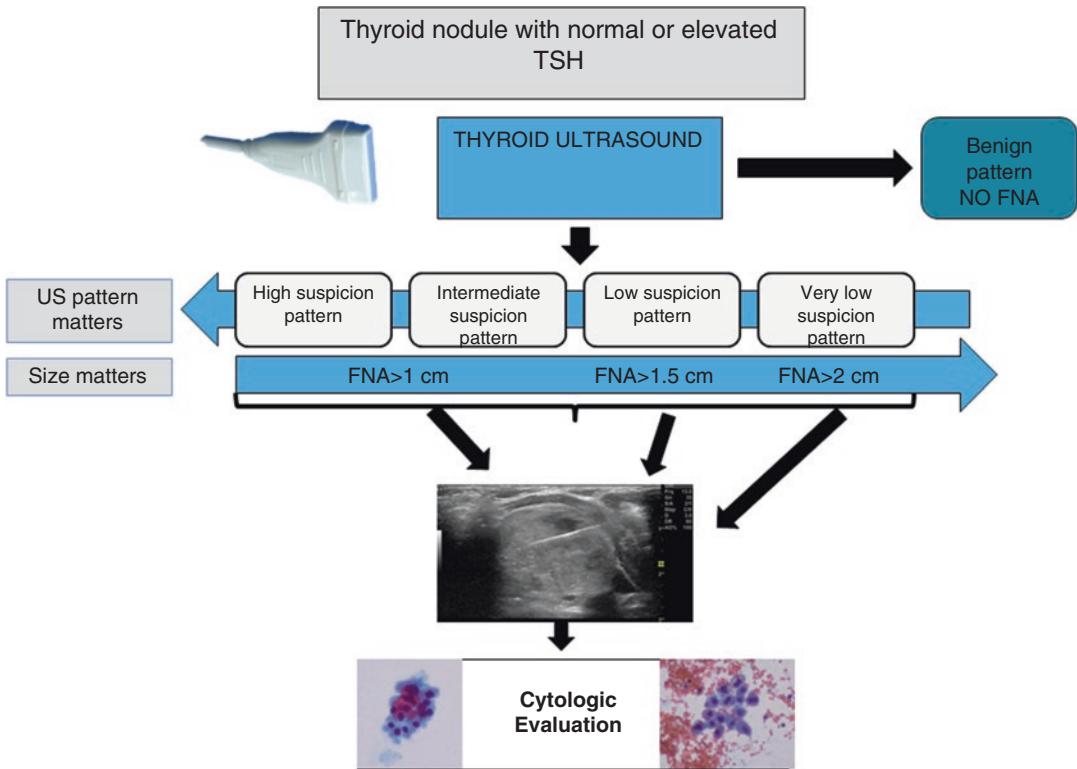 Thyroid nodule with normal or elevated
TSH
THYROID ULTRASOUND
Benign
pattern
NO FNA
US pattern
matters
High suspicion
pattern
Intermediate
suspicion pattern
pattern
Low suspicion
pattern
Very low
suspicion
pattern
Size matters
FNA>1 cm
FNA>1.5 cm
FNA>2 cm
Cytologic
Evaluation